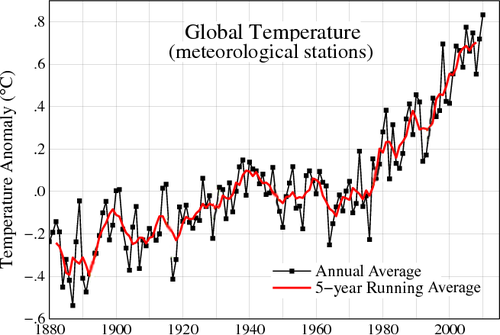 Global Temperature
(meteorological stations)
Temperature Anomaly (°C)
.8
.6
.4
.2
.0
-.2
-.4
-.6
Annual Average
5-year Running Average
1880 1900 1920 1940 1960 1980 2000